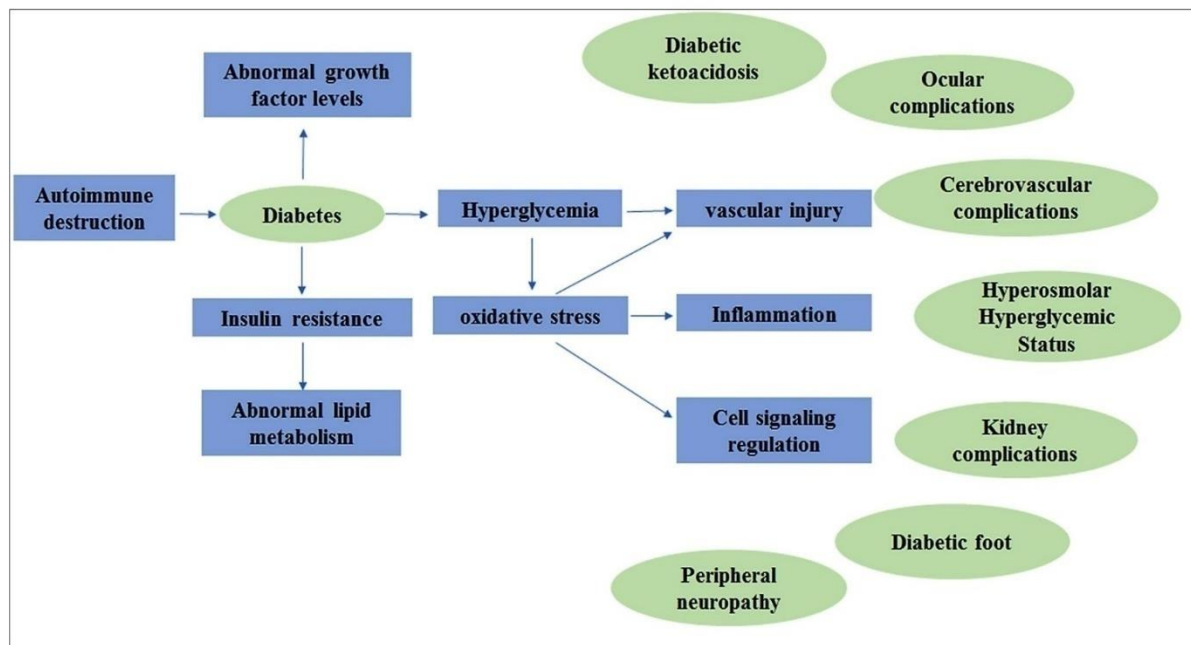 Diabetic
ketoacidosis
Abnormal growth
factor levels
Ocular
complications
Autoimmune
destruction
Diabetes
Hyperglycemia
vascular injury
Cerebrovascular
complications
Insulin resistance
oxidative stress
Inflammation
Hyperosmolar
Hyperglycemic
Status
Abnormal lipid
metabolism
Cell signaling
regulation
Kidney
complications
Diabetic foot
Peripheral
neuropathy